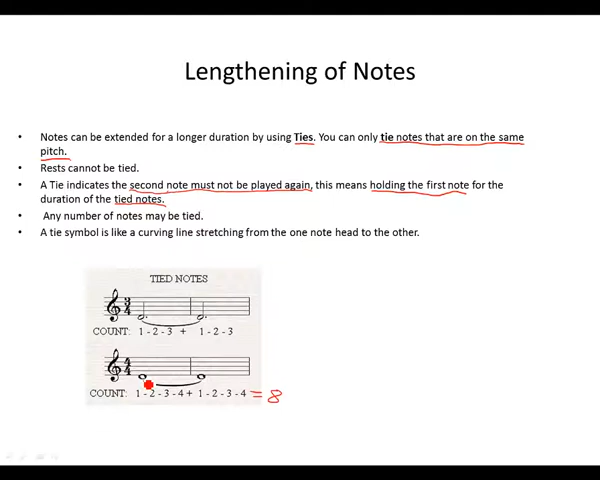 Lengthening of Notes
• Notes can be extended for a longer duration by using Ties. You can only tie notes that are on the same
pitch.
• Rests cannot be tied.
• A Tie indicates the second note must not be played again, this means holding the first note for the
duration of the tied notes.
• Any number of notes may be tied.
• A tie symbol is like a curving line stretching from the one note head to the other.
TIED NOTES
3
4
COUNT: 1 - 2 - 3 + 1 - 2 - 3
4
4
COUNT: 1 - 2 - 3 - 4 + 1 - 2 - 3 - 4 = 8